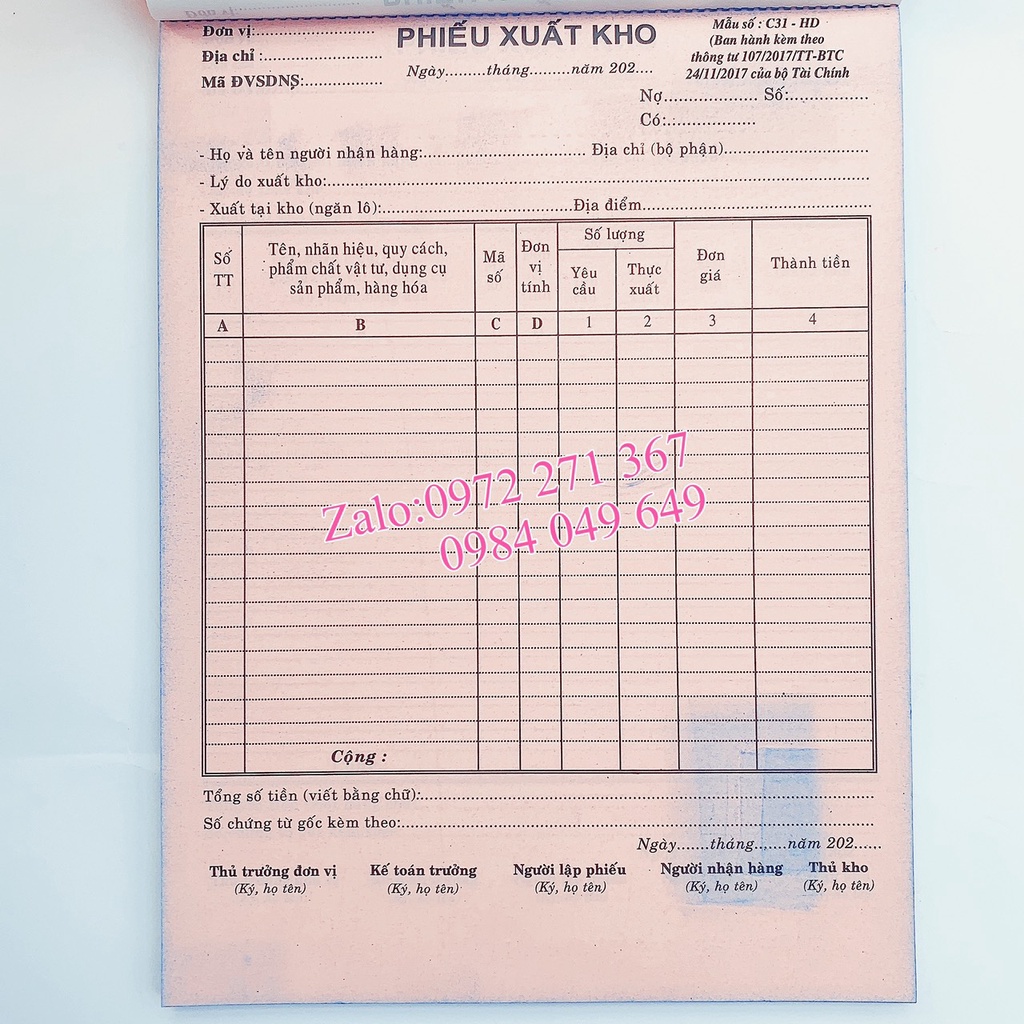 Đơn vị:..............................
Địa chỉ :.............................
Mã ĐVSDNS:...................
PHIẾU XUẤT KHO
Ngày.........tháng.........năm 202....
Mẫu số : C31 - HD
(Ban hành kèm theo
thông tư 107/2017/TT-BTC
24/11/2017 của bộ Tài Chính
Nợ................... Số:................
Có:..................
- Họ và tên người nhận hàng:................................. Địa chỉ (bộ phận).............................
- Lý do xuất kho:...............................................................................................
- Xuất tại kho (ngăn lô):.......................................Địa điểm...............................................
Số TT
Tên, nhãn hiệu, quy cách,
phẩm chất vật tư, dụng cụ
sản phẩm, hàng hóa
Mã số
Đơn vị tính
Số lượng
Yêu cầu
Thực xuất
Đơn giá
Thành tiền
A B C D 1 2 3 4
Zalo:0972 271 367
0984 049 649
Cộng :
Tổng số tiền (viết bằng chữ):...............................................................................
Số chứng từ gốc kèm theo:..................................................................................
Ngày.......tháng.......năm 202......
Thủ trưởng đơn vị Kế toán trưởng Người lập phiếu Người nhận hàng Thủ kho
(Ký, họ tên) (Ký, họ tên) (Ký, họ tên) (Ký, họ tên) (Ký, họ tên)